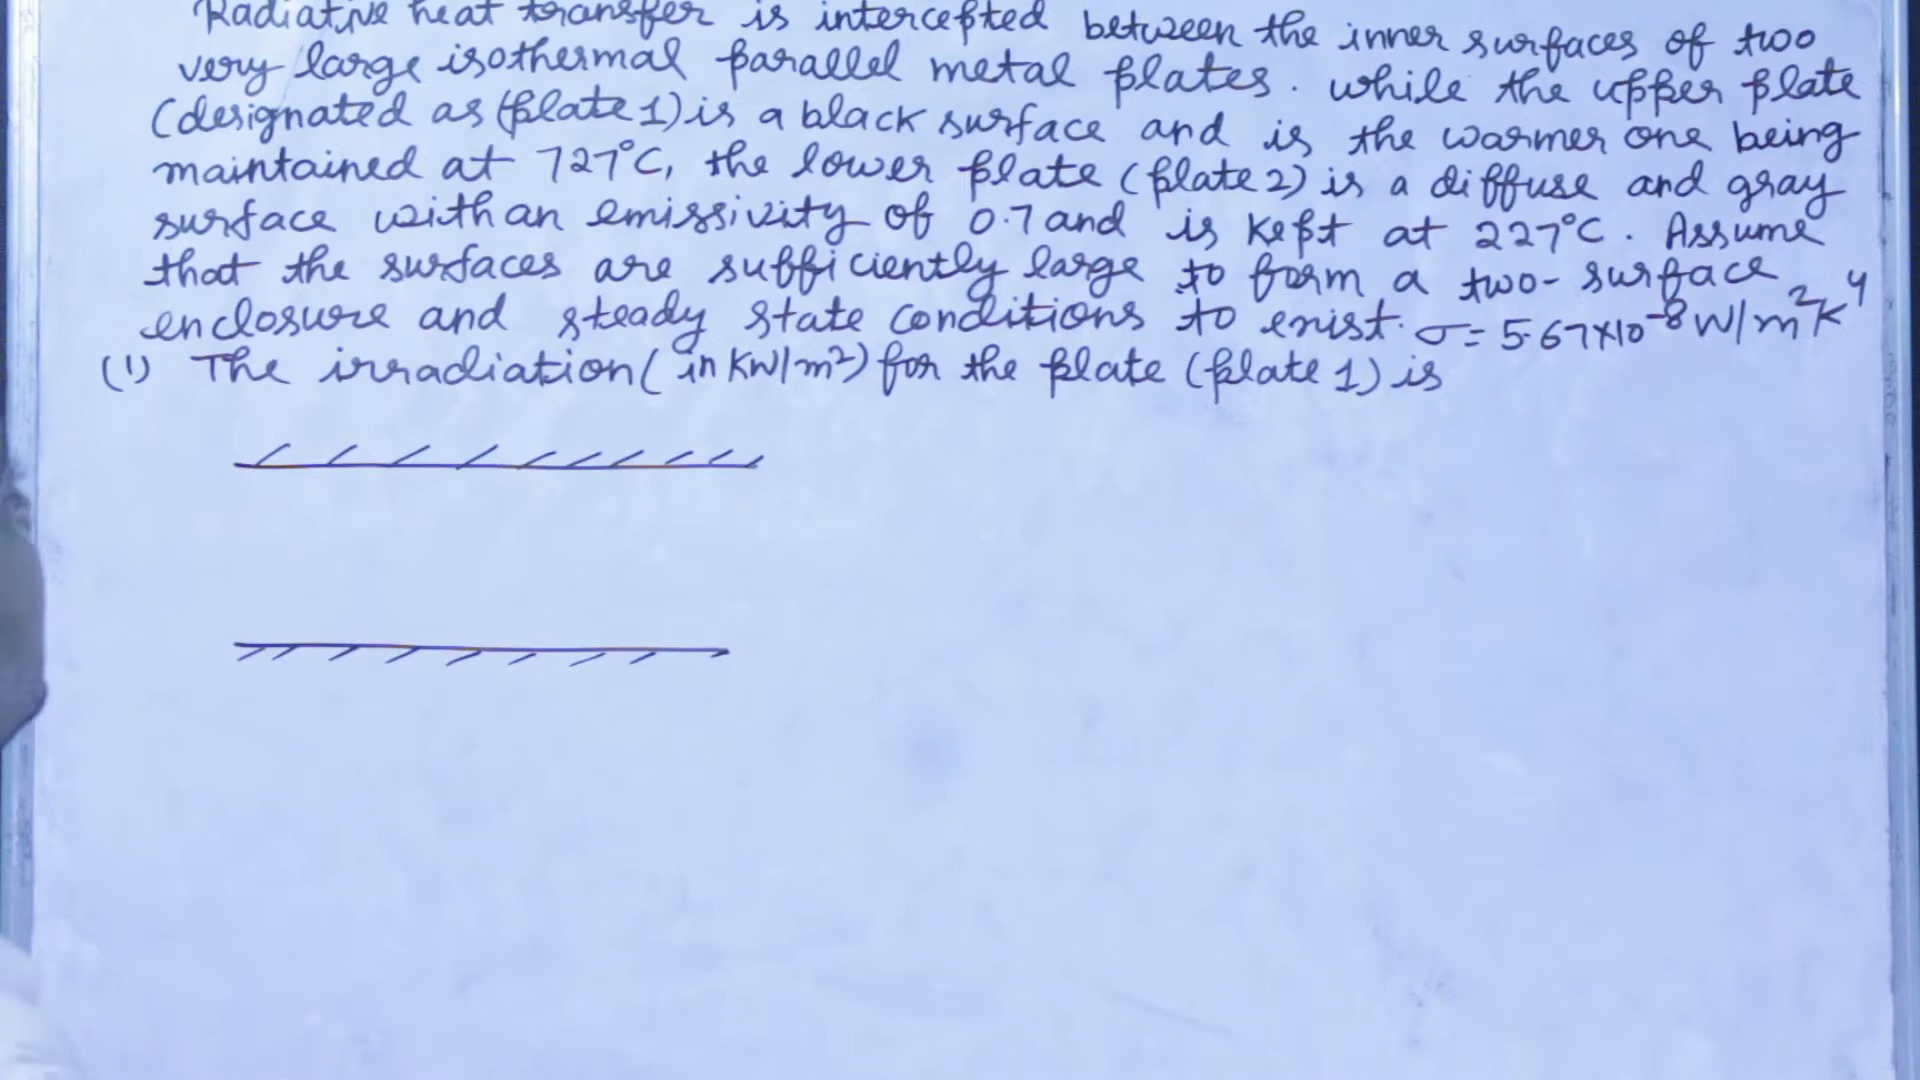 Radiative heat transfer is intercepted between the inner surfaces of two
very large isothermal parallel metal plates. while the upper plate
(designated as (plate 1) is a black surface and is the warmer one being
maintained at 727°C, the lower plate (plate 2) is a diffuse and gray
surface with an emissivity of 0.7 and is kept at 227°C. Assume
that the surfaces are sufficiently large to form a two-surface
enclosure and steady state conditions to exist. σ = 5.67×10⁻⁸ W/m²K⁴
(1) The irradiation (in KW/m²) for the plate (plate 1) is